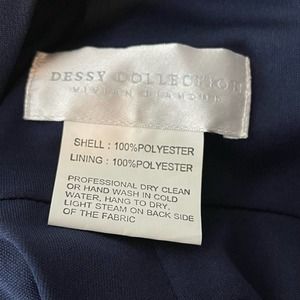 DESSY COLLECTION
VIVIAN DIAMOND
SHELL : 100%POLYESTER
LINING : 100%POLYESTER
PROFESSIONAL DRY CLEAN
OR HAND WASH IN COLD
WATER, HANG TO DRY.
LIGHT STEAM ON BACK SIDE
OF THE FABRIC